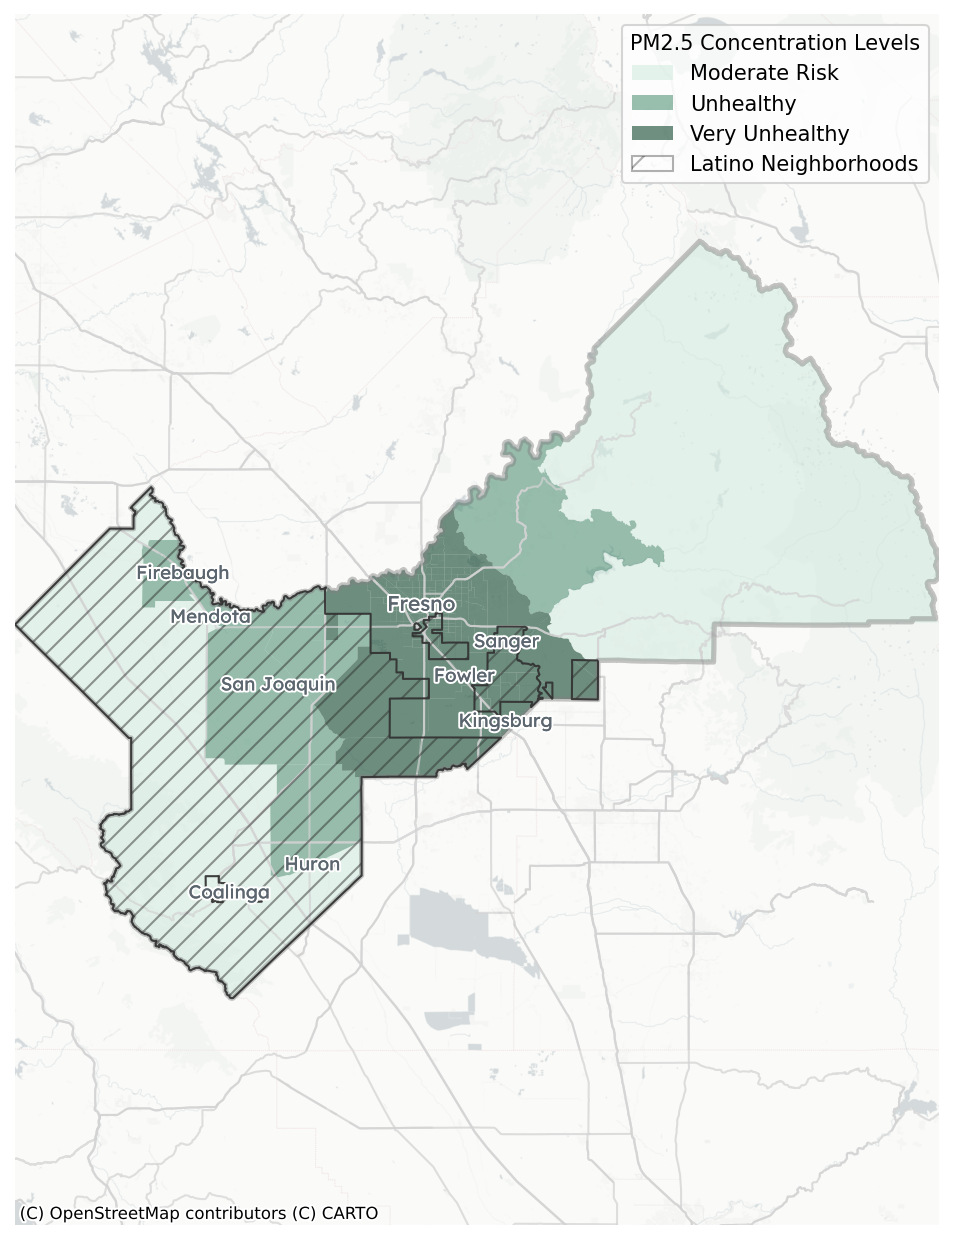 PM2.5 Concentration Levels
Moderate Risk
Unhealthy
Very Unhealthy
Latino Neighborhoods
Firebaugh
Mendota
Fresno
Sanger
Fowler
San Joaquin
Kingsburg
Huron
Coalinga
(C) OpenStreetMap contributors (C) CARTO